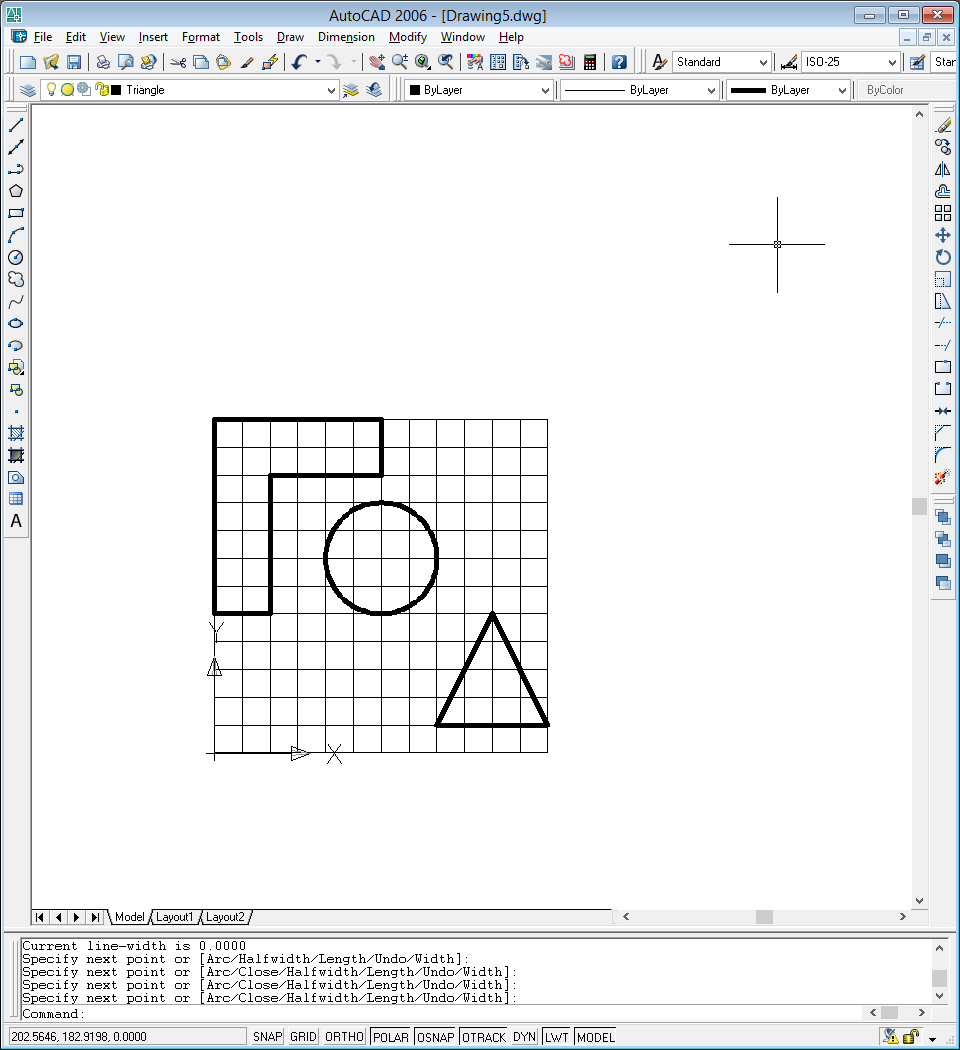 AutoCAD 2006 - [Drawing5.dwg]
File Edit View Insert Format Tools Draw Dimension Modify Window Help
Standard ISO-25 Star
Triangle ByLayer ByLayer ByLayer ByColor
A
Y
X
Model Layout1 Layout2
Current line-width is 0.0000
Specify next point or [Arc/Halfwidth/Length/Undo/Width]:
Specify next point or [Arc/Close/Halfwidth/Length/Undo/Width]:
Specify next point or [Arc/Close/Halfwidth/Length/Undo/Width]:
Specify next point or [Arc/Close/Halfwidth/Length/Undo/Width]:
Command:
202.5646, 182.9198, 0.0000 SNAP GRID ORTHO POLAR OSNAP OTRACK DYN LWT MODEL